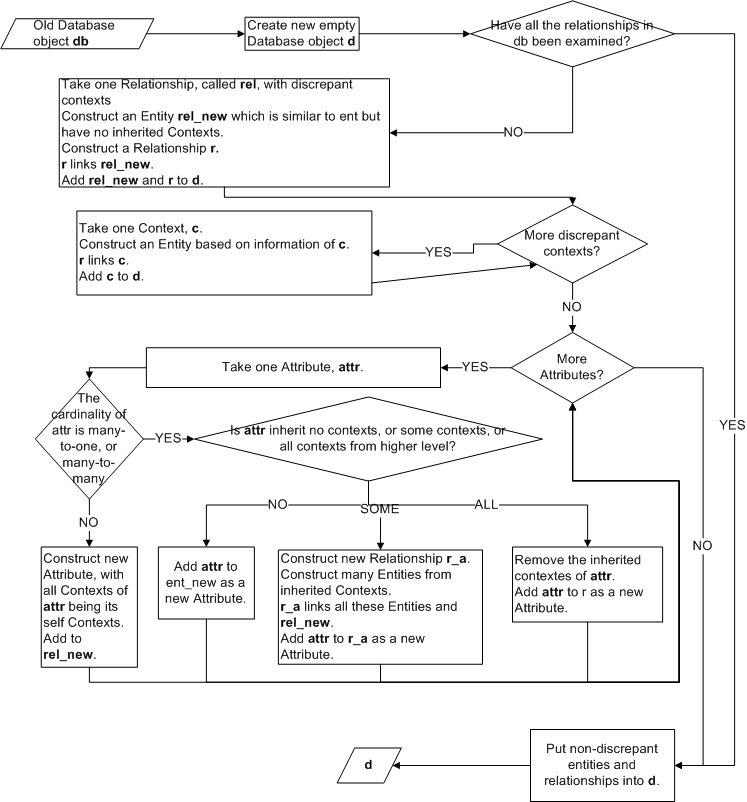 Old Database
object db
Create new empty
Database object d
Have all the relationships in
db been examined?
Take one Relationship, called rel, with discrepant
contexts
Construct an Entity rel_new which is similar to ent but
have no inherited Contexts.
Construct a Relationship r.
r links rel_new.
Add rel_new and r to d.
NO
Take one Context, c.
Construct an Entity based on information of c.
r links c.
Add c to d.
YES
More discrepant
contexts?
NO
Take one Attribute, attr.
YES
More
Attributes?
The
cardinality of
attr is many-
to-one, or
many-to-
many
YES
Is attr inherit no contexts, or some contexts, or
all contexts from higher level?
YES
NO
NO
SOME
ALL
NO
Construct new
Attribute, with
all Contexts of
attr being its
self Contexts.
Add to
rel_new.
Add attr to
ent_new as a
new Attribute.
Construct new Relationship r_a.
Construct many Entities from
inherited Contexts.
r_a links all these Entities and
rel_new.
Add attr to r_a as a new
Attribute.
Remove the inherited
contextes of attr.
Add attr to r as a new
Attribute.
d
Put non-discrepant
entities and
relationships into d.